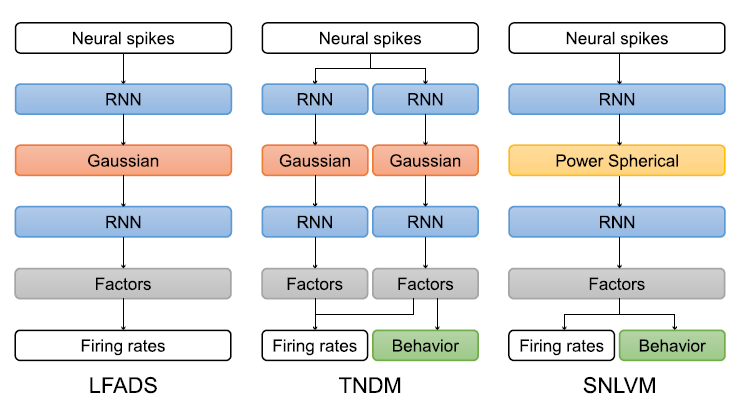 Neural spikes
RNN
Gaussian
RNN
Factors
Firing rates
LFADS
Neural spikes
RNN RNN
Gaussian Gaussian
RNN RNN
Factors Factors
Firing rates Behavior
TNDM
Neural spikes
RNN
Power Spherical
RNN
Factors
Firing rates Behavior
SNLVM